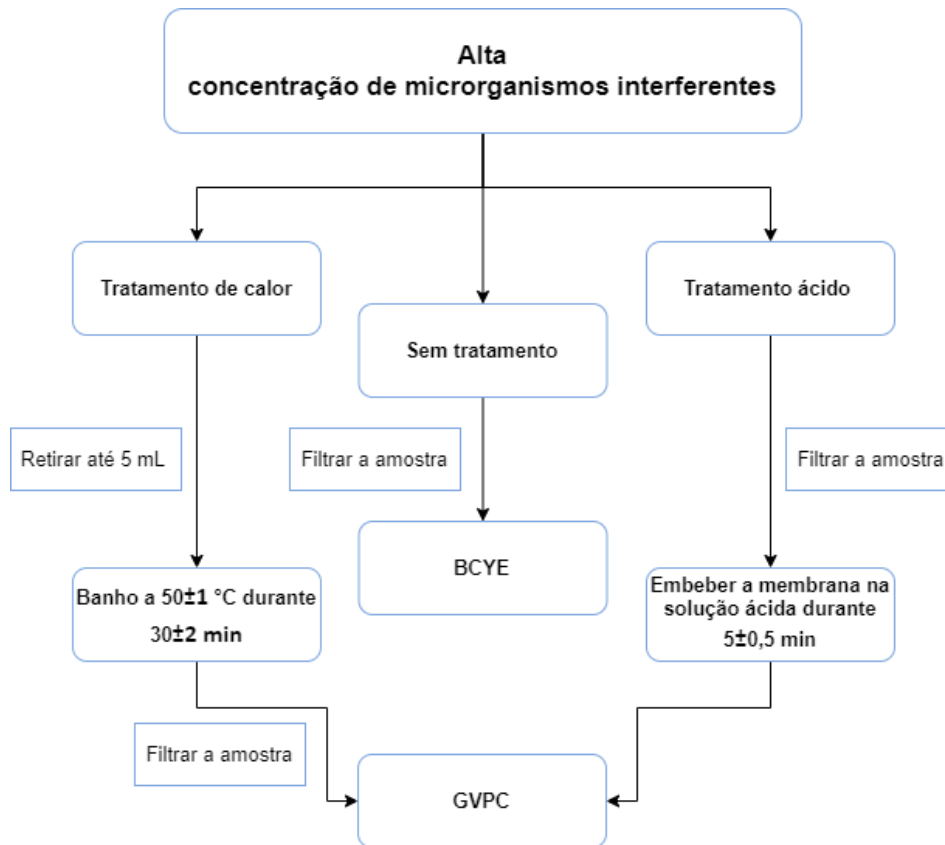 Alta
concentração de microrganismos interferentes
Tratamento de calor
Sem tratamento
Tratamento ácido
Retirar até 5 mL
Filtrar a amostra
Filtrar a amostra
Banho a 50±1 °C durante
30±2 min
BCYE
Embeber a membrana na
solução ácida durante
5±0,5 min
Filtrar a amostra
GVPC